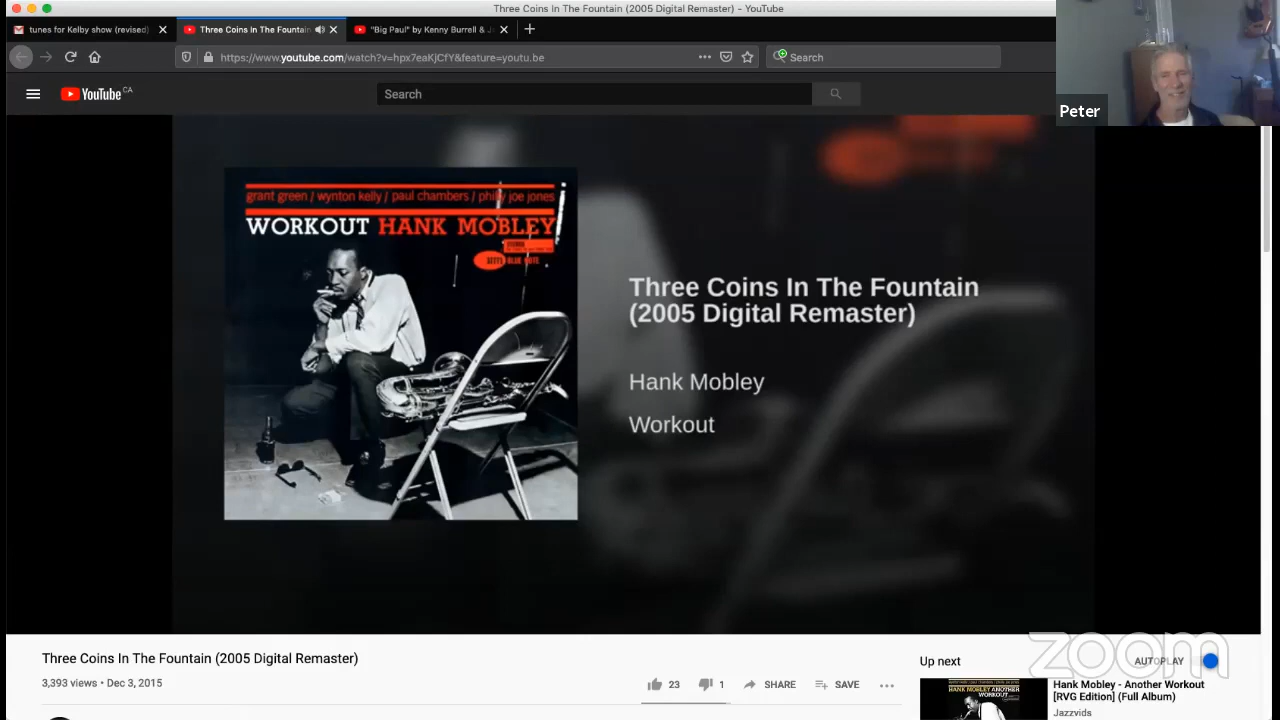 Three Coins In The Fountain (2005 Digital Remaster) - YouTube
tunes for Kelby show (revised)
Three Coins In The Fountain
"Big Paul" by Kenny Burrell & J
https://www.youtube.com/watch?v=hpx7eaKjCfY&feature=youtu.be
Search
YouTube CA
Search
Peter
grant green / wynton kelly / paul chambers / philly joe jones
WORKOUT HANK MOBLEY
BLUE NOTE
Three Coins In The Fountain
(2005 Digital Remaster)
Hank Mobley
Workout
zoom
Three Coins In The Fountain (2005 Digital Remaster)
3,393 views • Dec 3, 2015
23
1
SHARE
SAVE
Up next
AUTOPLAY
HANK MOBLEY ANOTHER
WORKOUT
Hank Mobley - Another Workout
[RVG Edition] (Full Album)
Jazzvids